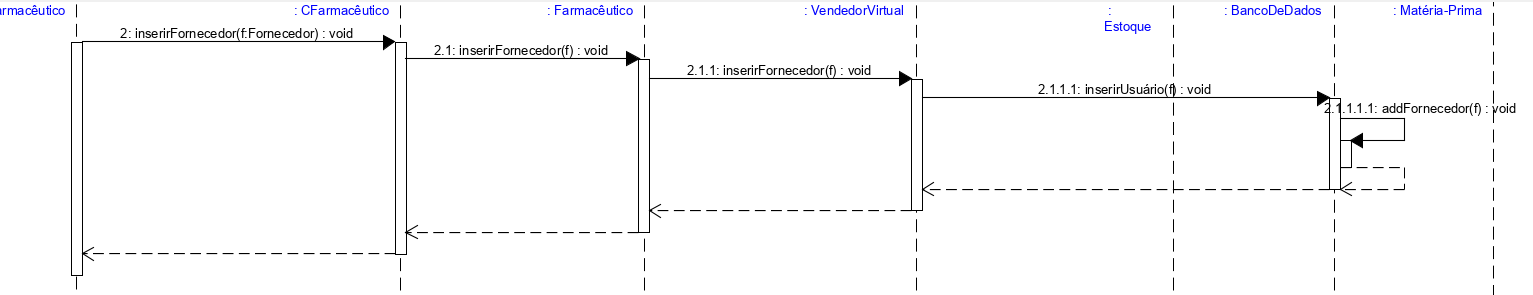 armacêutico
: CFarmacêutico
: Farmacêutico
: VendedorVirtual
:
Estoque
: BancoDeDados
: Matéria-Prima
2: inserirFornecedor(f:Fornecedor) : void
2.1: inserirFornecedor(f) : void
2.1.1: inserirFornecedor(f) : void
2.1.1.1: inserirUsuário(f) : void
2.1.1.1.1: addFornecedor(f) : void